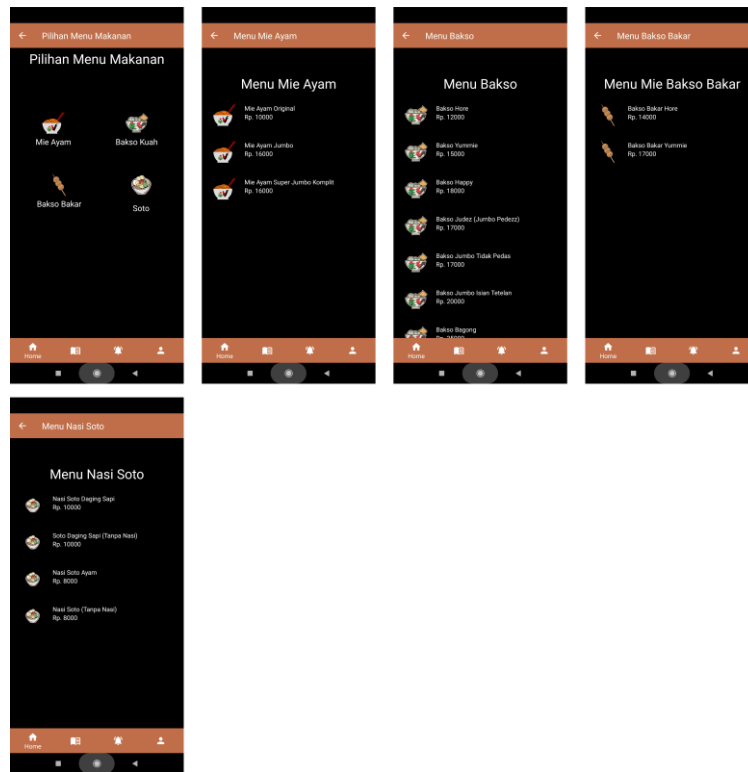 Pilihan Menu Makanan
Pilihan Menu Makanan
Mie Ayam
Bakso Kuah
Bakso Bakar
Soto
Home
Menu Mie Ayam
Menu Mie Ayam
Mie Ayam Original
Rp. 10000
Mie Ayam Jumbo
Rp. 16000
Mie Ayam Super Jumbo Komplit
Rp. 16000
Home
Menu Bakso
Menu Bakso
Bakso Hore
Rp. 12000
Bakso Yummie
Rp. 15000
Bakso Happy
Rp. 18000
Bakso Judez (Jumbo Pedezz)
Rp. 17000
Bakso Jumbo Tidak Pedas
Rp. 17000
Bakso Jumbo Isian Tetelan
Rp. 20000
Bakso Bagong
Home
Menu Bakso Bakar
Menu Mie Bakso Bakar
Bakso Bakar Hore
Rp. 14000
Bakso Bakar Yummie
Rp. 17000
Home
Menu Nasi Soto
Menu Nasi Soto
Nasi Soto Daging Sapi
Rp. 10000
Soto Daging Sapi (Tanpa Nasi)
Rp. 10000
Nasi Soto Ayam
Rp. 8000
Nasi Soto (Tanpa Nasi)
Rp. 8000
Home